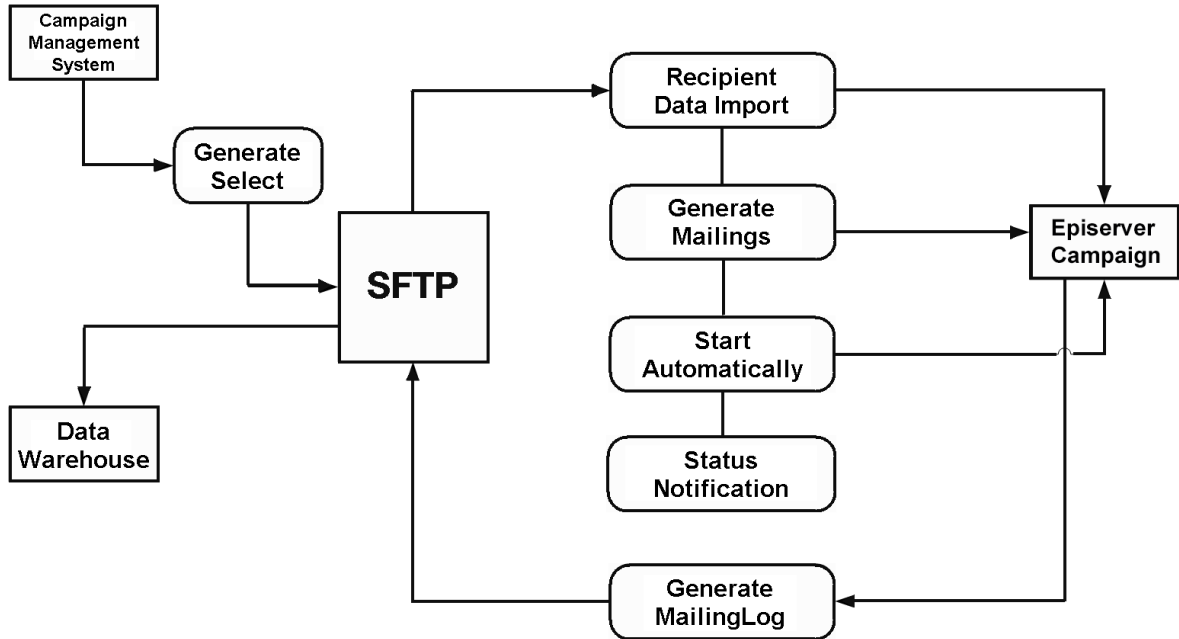 Campaign
Management
System
Recipient
Data Import
Generate
Select
Generate
Mailings
Episerver
Campaign
SFTP
Start
Automatically
Data
Warehouse
Status
Notification
Generate
MailingLog